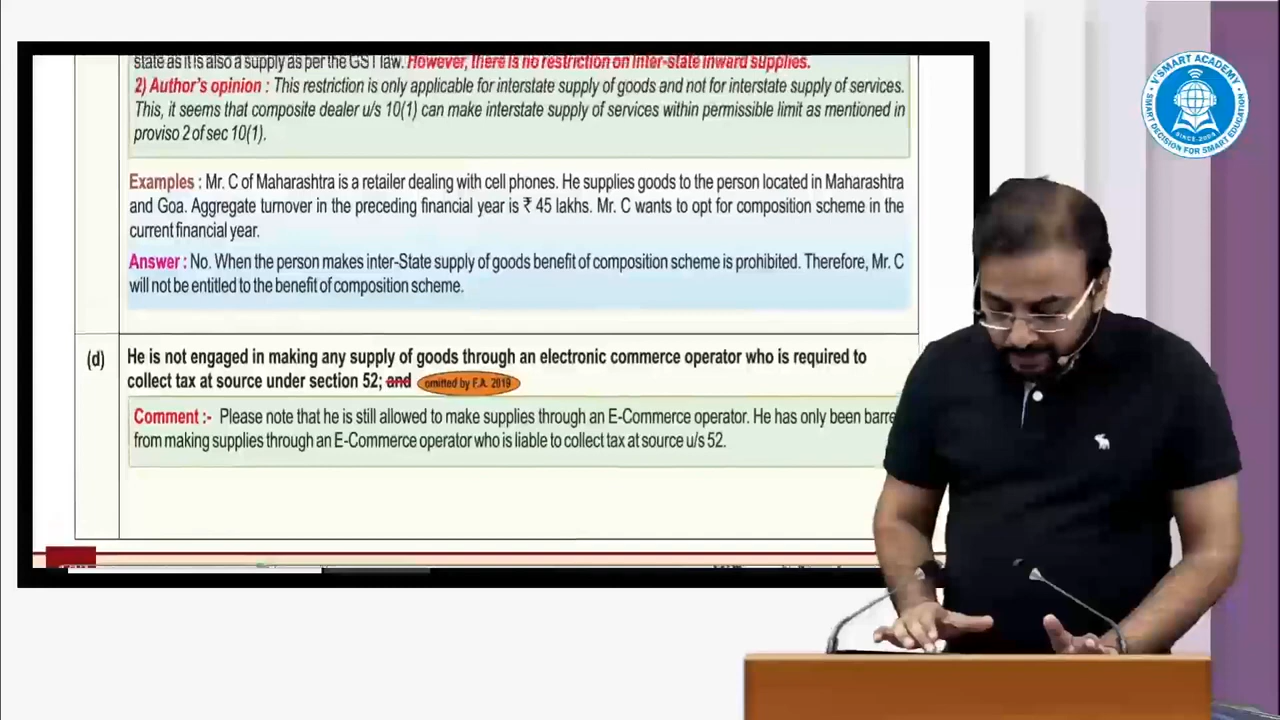 state as it is also a supply as per the GST law. However, there is no restriction on inter-state inward supplies.
2) Author's opinion : This restriction is only applicable for interstate supply of goods and not for interstate supply of services.
This, it seems that composite dealer u/s 10(1) can make interstate supply of services within permissible limit as mentioned in
proviso 2 of sec 10(1).
Examples : Mr. C of Maharashtra is a retailer dealing with cell phones. He supplies goods to the person located in Maharashtra
and Goa. Aggregate turnover in the preceding financial year is ₹ 45 lakhs. Mr. C wants to opt for composition scheme in the
current financial year.
Answer : No. When the person makes inter-State supply of goods benefit of composition scheme is prohibited. Therefore, Mr. C
will not be entitled to the benefit of composition scheme.
(d) He is not engaged in making any supply of goods through an electronic commerce operator who is required to
collect tax at source under section 52; and omitted by F.A. 2019
Comment :- Please note that he is still allowed to make supplies through an E-Commerce operator. He has only been barre
from making supplies through an E-Commerce operator who is liable to collect tax at source u/s 52.
V'SMART ACADEMY
SINCE-2004
SMART DECISION FOR SMART EDUCATION